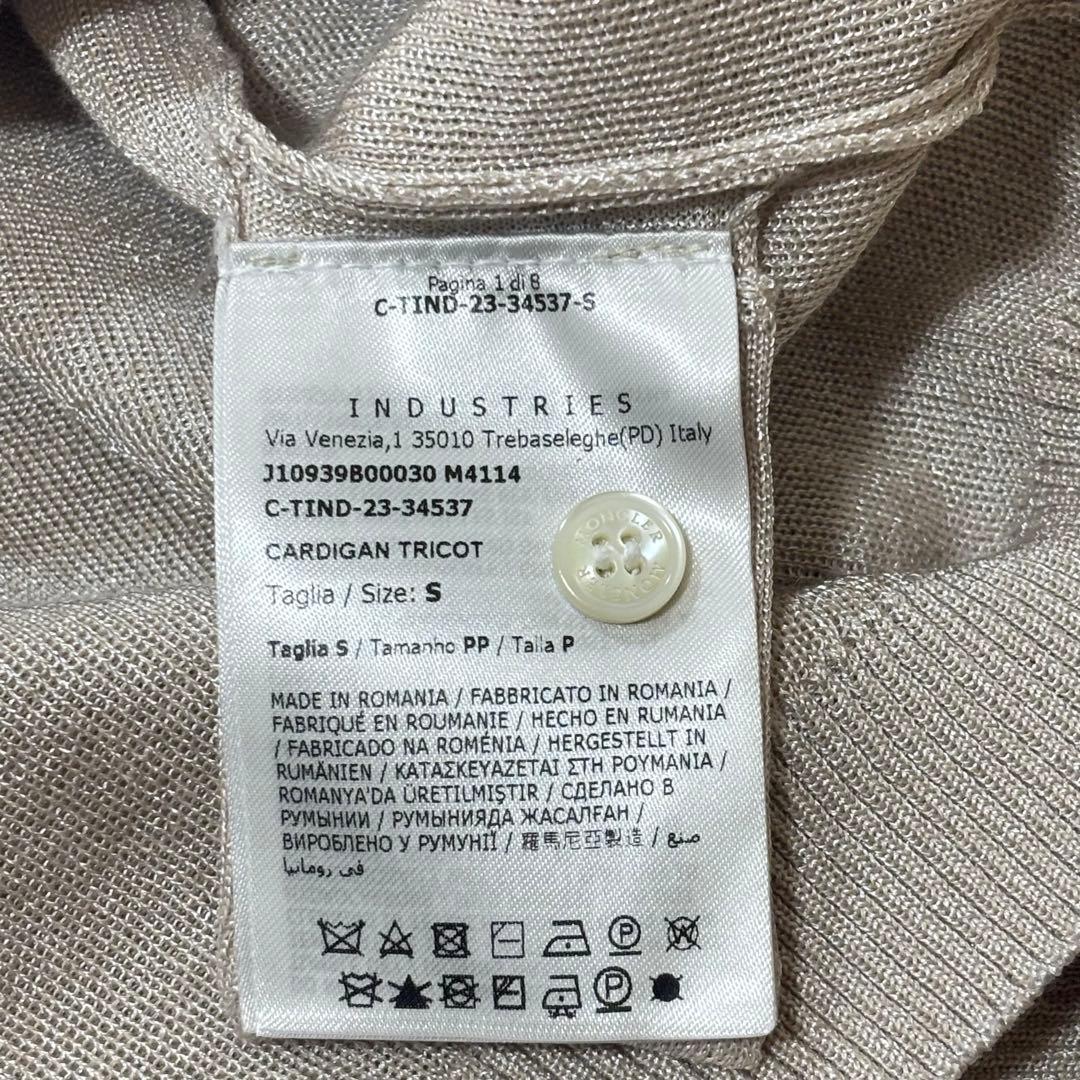 Pagina 1 di 8
C-TIND-23-34537-S
INDUSTRIES
Via Venezia,1 35010 Trebaseleghe(PD) Italy
J10939B00030 M4114
C-TIND-23-34537
CARDIGAN TRICOT
MONCLER
MONCLER
Taglia / Size: S
Taglia S / Tamanho PP / Talla P
MADE IN ROMANIA / FABBRICATO IN ROMANIA /
FABRIQUÉ EN ROUMANIE / HECHO EN RUMANIA
/ FABRICADO NA ROMÉNIA / HERGESTELLT IN
RUMÄNIEN / ΚΑΤΑΣΚΕΥΑΖΕΤΑΙ ΣΤΗ ΡΟΥΜΑΝΙΑ /
ROMANYA'DA ÜRETILMIŞTIR / СДЕЛАНО В
РУМЫНИИ / РУМЫНИЯДА ЖАСАЛҒАН /
ВИРОБЛЕНО У РУМУНІЇ / 羅馬尼亞製造 / صنع
في رومانيا
P W
P